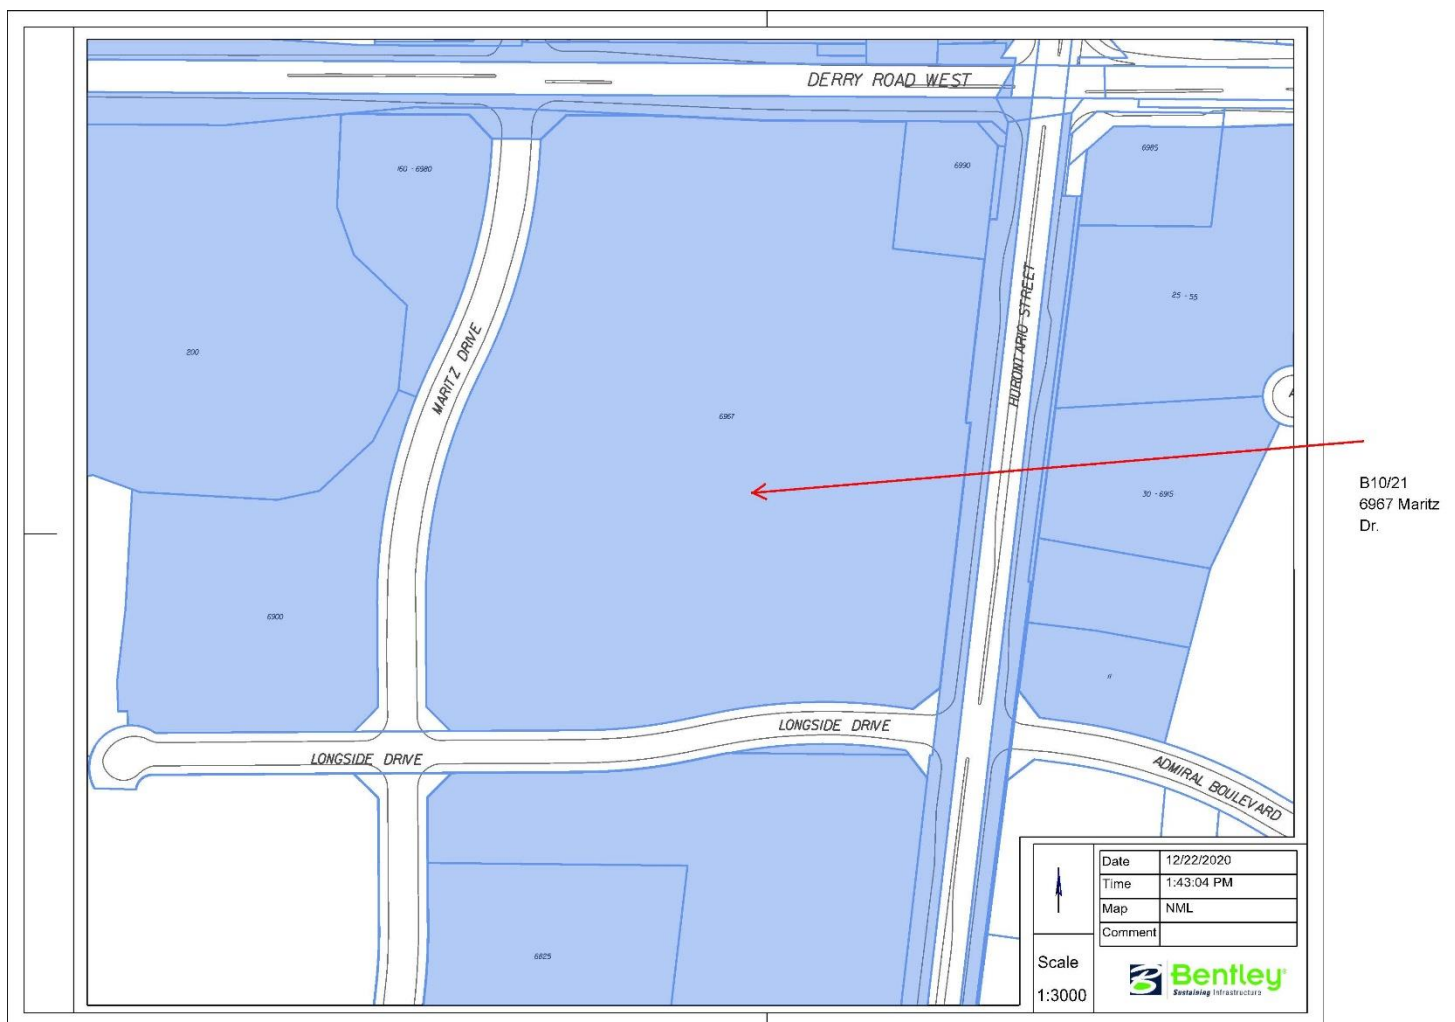 DERRY ROAD WEST
160 - 6980
6990
6985
HURONTARIO STREET
25 - 55
200
MARITZ DRIVE
A
6967
30 - 6915
B10/21
6967 Maritz
Dr.
6900
11
LONGSIDE DRIVE
LONGSIDE DRIVE
ADMIRAL BOULEVARD
6825
Date 12/22/2020
Time 1:43:04 PM
Map NML
Comment
Scale
1:3000
Bentley
Sustaining Infrastructure